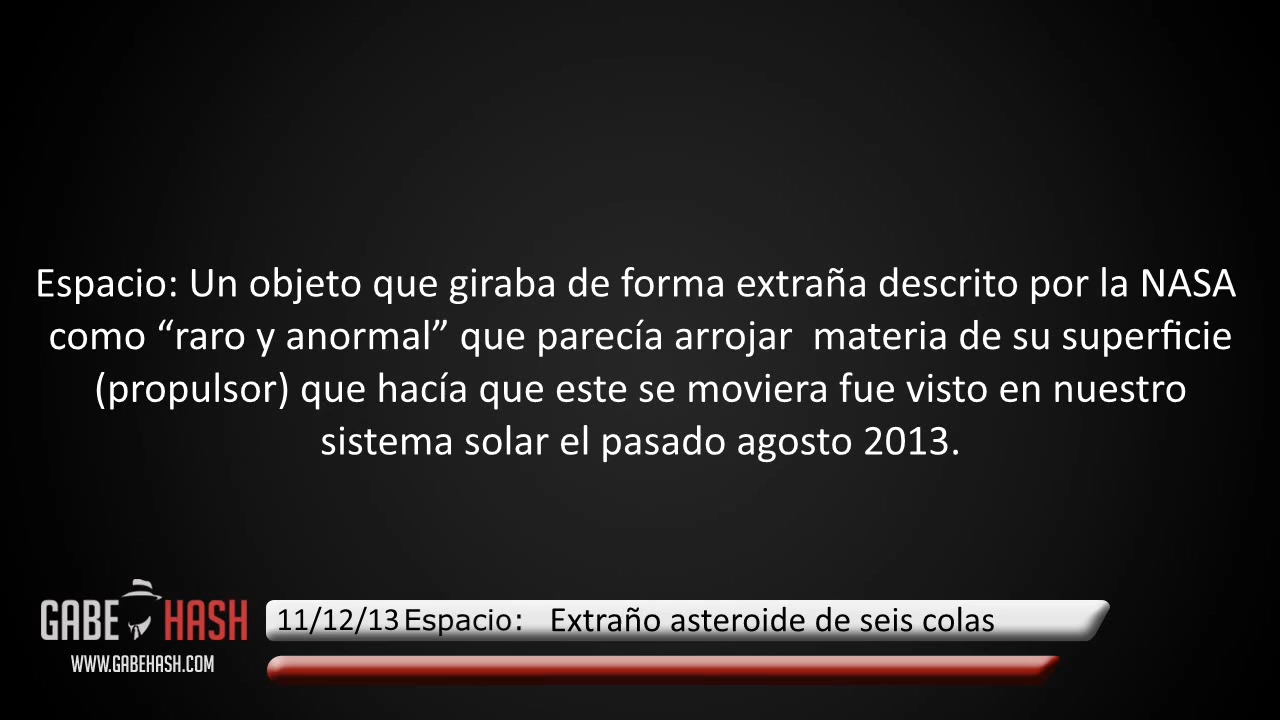 Espacio: Un objeto que giraba de forma extraña descrito por la NASA
como “raro y anormal” que parecía arrojar  materia de su superficie
(propulsor) que hacía que este se moviera fue visto en nuestro
sistema solar el pasado agosto 2013.
GABE HASH
WWW.GABEHASH.COM
11/12/13 Espacio: Extraño asteroide de seis colas